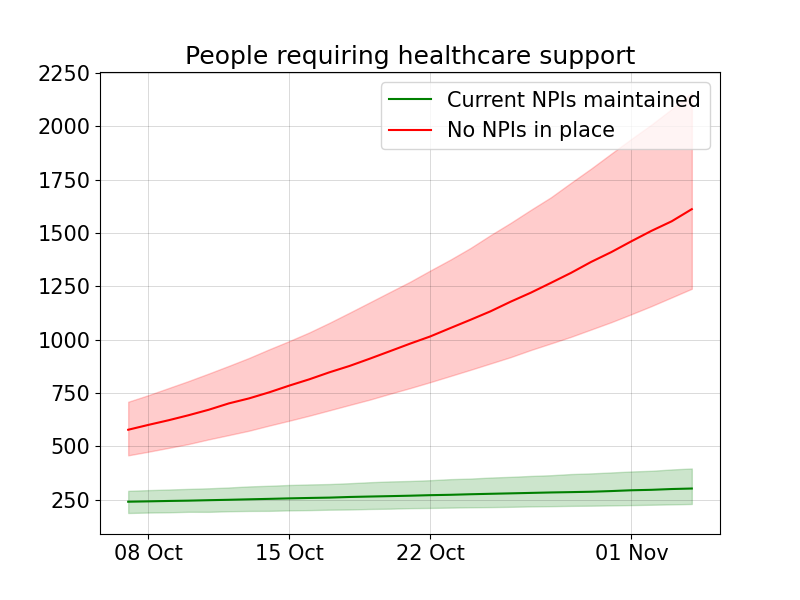 People requiring healthcare support
2250
2000
1750
1500
1250
1000
750
500
250
Current NPIs maintained
No NPIs in place
08 Oct
15 Oct
22 Oct
01 Nov